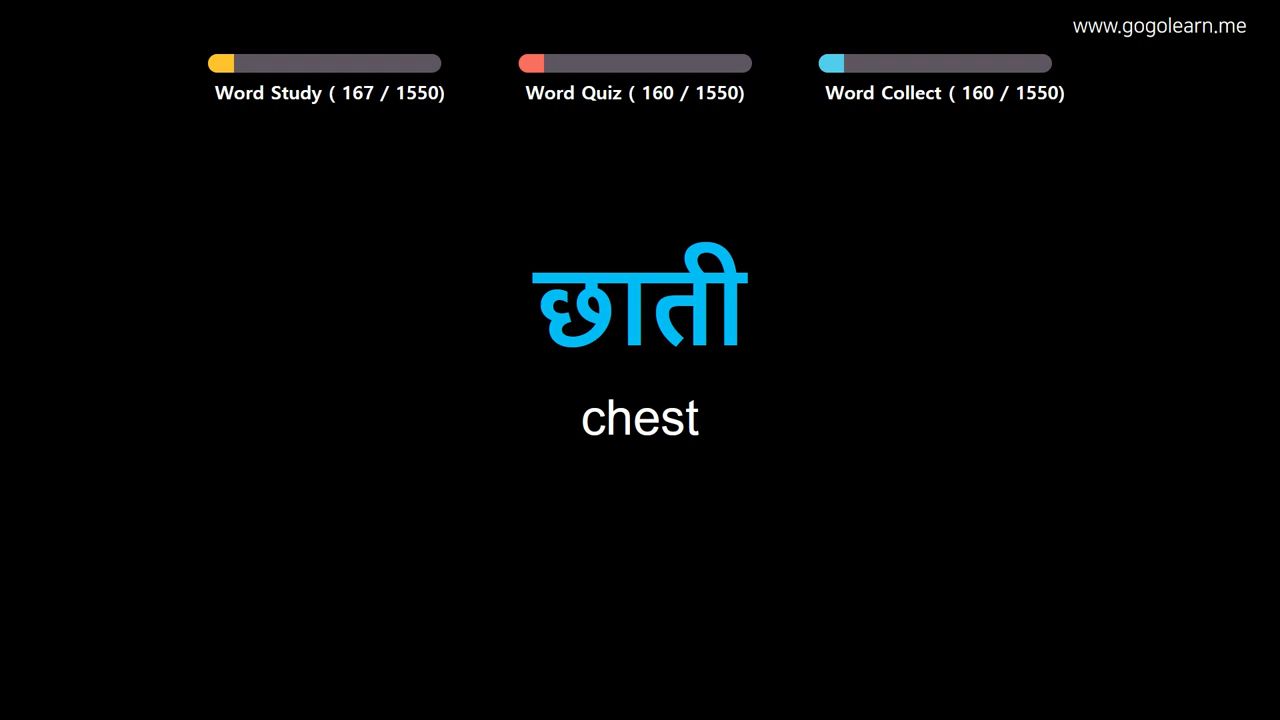 www.gogolearn.me
Word Study ( 167 / 1550)
Word Quiz ( 160 / 1550)
Word Collect ( 160 / 1550)
छाती
chest